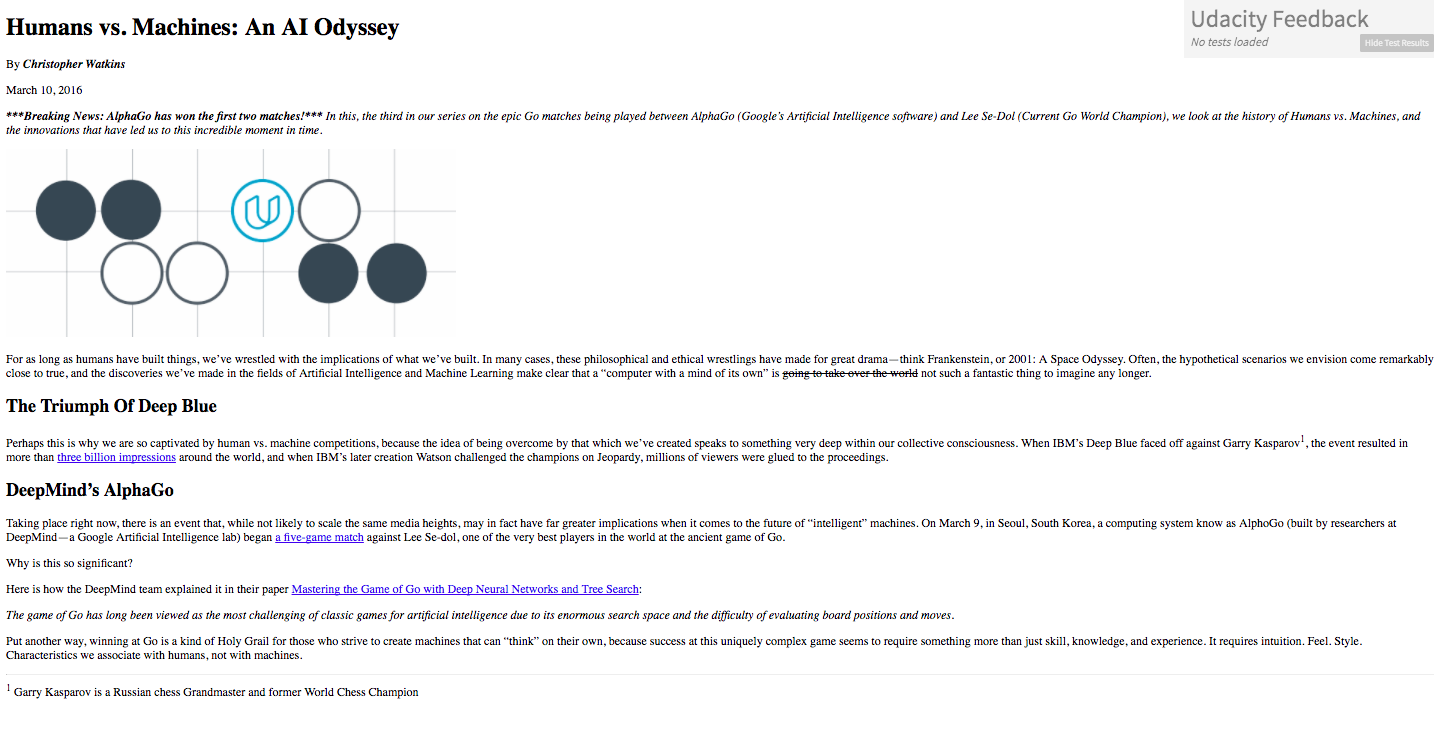 Humans vs. Machines: An AI Odyssey
Udacity Feedback
No tests loaded
Hide Test Results
By Christopher Watkins
March 10, 2016
***Breaking News: AlphaGo has won the first two matches!*** In this, the third in our series on the epic Go matches being played between AlphaGo (Google's Artificial Intelligence software) and Lee Se-Dol (Current Go World Champion), we look at the history of Humans vs. Machines, and
the innovations that have led us to this incredible moment in time.
For as long as humans have built things, we've wrestled with the implications of what we've built. In many cases, these philosophical and ethical wrestlings have made for great drama—think Frankenstein, or 2001: A Space Odyssey. Often, the hypothetical scenarios we envision come remarkably
close to true, and the discoveries we've made in the fields of Artificial Intelligence and Machine Learning make clear that a “computer with a mind of its own” is going to take over the world not such a fantastic thing to imagine any longer.
The Triumph Of Deep Blue
Perhaps this is why we are so captivated by human vs. machine competitions, because the idea of being overcome by that which we've created speaks to something very deep within our collective consciousness. When IBM's Deep Blue faced off against Garry Kasparov1, the event resulted in
more than three billion impressions around the world, and when IBM's later creation Watson challenged the champions on Jeopardy, millions of viewers were glued to the proceedings.
DeepMind’s AlphaGo
Taking place right now, there is an event that, while not likely to scale the same media heights, may in fact have far greater implications when it comes to the future of “intelligent” machines. On March 9, in Seoul, South Korea, a computing system know as AlphoGo (built by researchers at
DeepMind—a Google Artificial Intelligence lab) began a five-game match against Lee Se-dol, one of the very best players in the world at the ancient game of Go.
Why is this so significant?
Here is how the DeepMind team explained it in their paper Mastering the Game of Go with Deep Neural Networks and Tree Search:
The game of Go has long been viewed as the most challenging of classic games for artificial intelligence due to its enormous search space and the difficulty of evaluating board positions and moves.
Put another way, winning at Go is a kind of Holy Grail for those who strive to create machines that can “think” on their own, because success at this uniquely complex game seems to require something more than just skill, knowledge, and experience. It requires intuition. Feel. Style.
Characteristics we associate with humans, not with machines.
1 Garry Kasparov is a Russian chess Grandmaster and former World Chess Champion